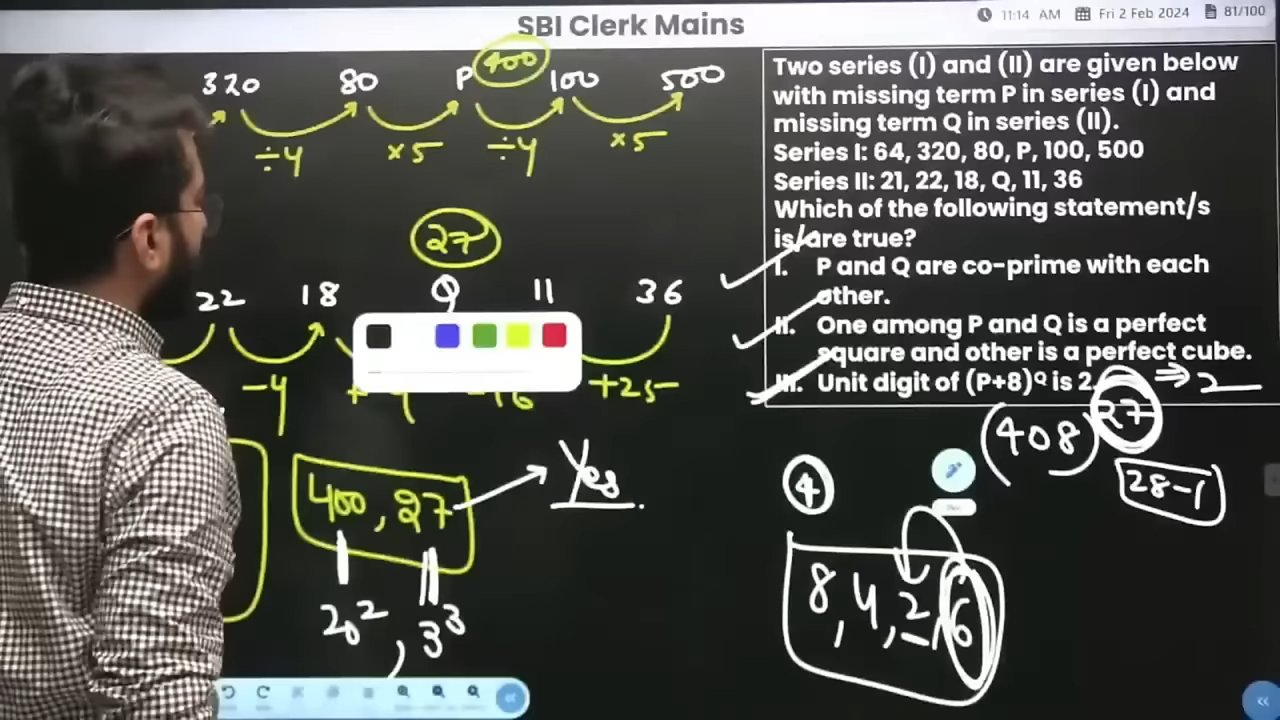 SBI Clerk Mains
11:14 AM Fri 2 Feb 2024 81/100
320 80 P 400 100 500
÷4 ×5 ÷4 ×5
27
22 18 Q 11 36
-4 +25
400, 27 → Yes
20², 3³
Two series (I) and (II) are given below
with missing term P in series (I) and
missing term Q in series (II).
Series I: 64, 320, 80, P, 100, 500
Series II: 21, 22, 18, Q, 11, 36
Which of the following statement/s
is/are true?
I. P and Q are co-prime with each
other.
II. One among P and Q is a perfect
square and other is a perfect cube.
III. Unit digit of (P+8)^Q is 2. ⇒ 2
(408)^27
28-1
4
8, 4, 2, 6